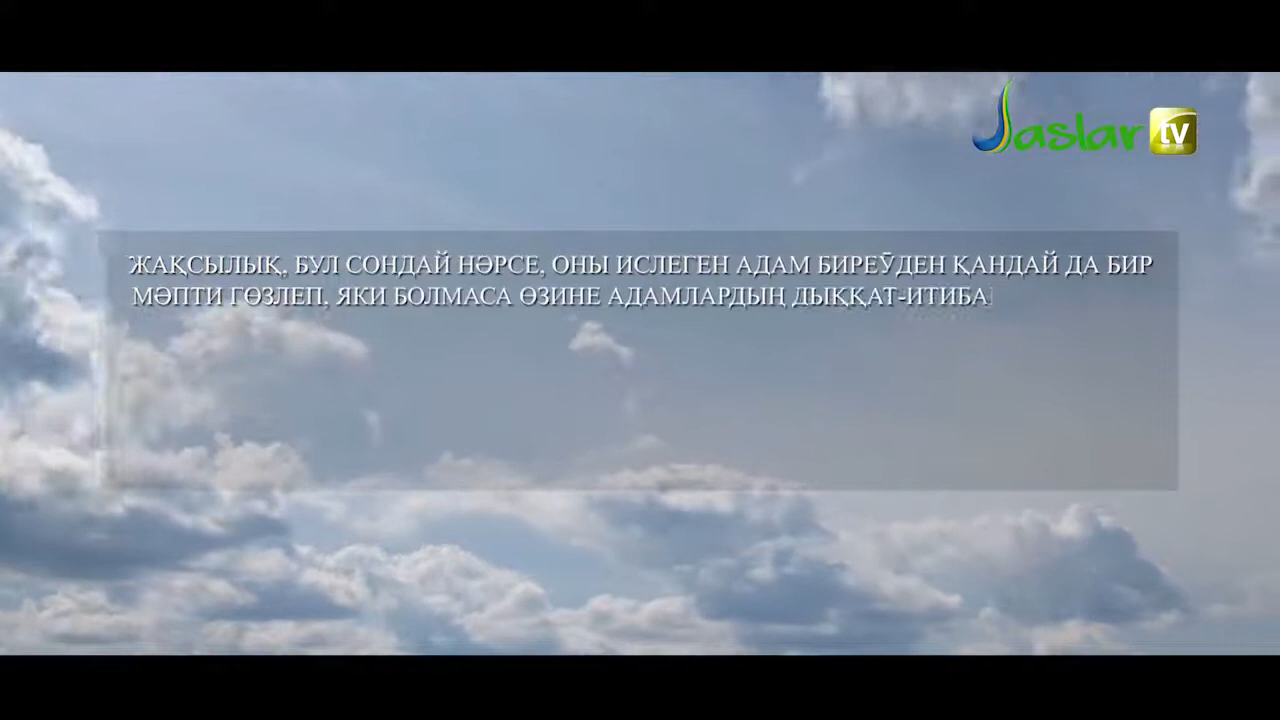 Jaslar tv
ЖАҚСЫЛЫҚ, БУЛ СОНДАЙ НӘРСЕ, ОНЫ ИСЛЕГЕН АДАМ БИРЕЎДЕН ҚАНДАЙ ДА БИР
МӘПТИ ГӨЗЛЕП, ЯКИ БОЛМАСА ӨЗИНЕ АДАМЛАРДЫҢ ДЫҚҚАТ-ИТИБА